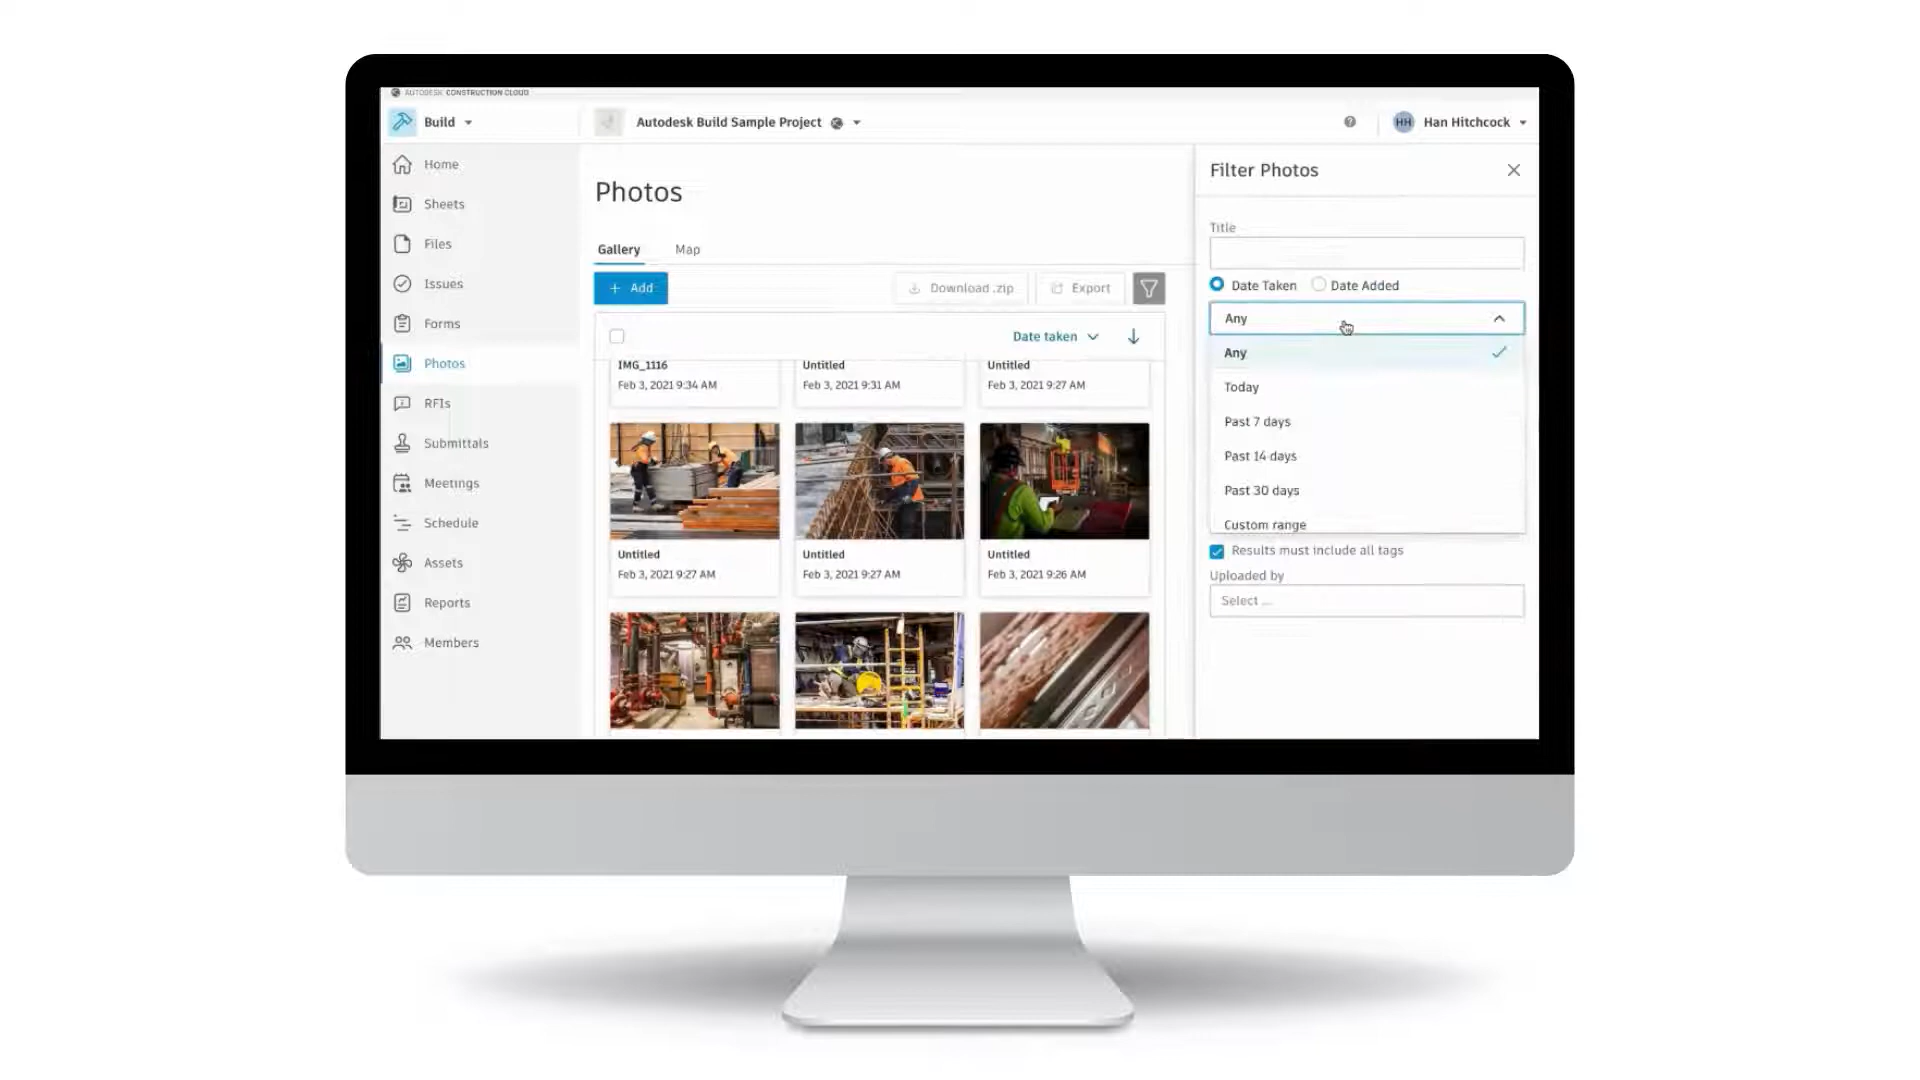 AUTODESK CONSTRUCTION CLOUD
Build
Autodesk Build Sample Project
HH Han Hitchcock
Home
Sheets
Files
Issues
Forms
Photos
RFIs
Submittals
Meetings
Schedule
Assets
Reports
Members
Photos
Gallery Map
+ Add
Download .zip
Export
Date taken
IMG_1116
Feb 3, 2021 9:34 AM
Untitled
Feb 3, 2021 9:31 AM
Untitled
Feb 3, 2021 9:27 AM
Untitled
Feb 3, 2021 9:27 AM
Untitled
Feb 3, 2021 9:27 AM
Untitled
Feb 3, 2021 9:26 AM
Filter Photos
Title
Date Taken Date Added
Any
Any
Today
Past 7 days
Past 14 days
Past 30 days
Custom range
Results must include all tags
Uploaded by
Select ...